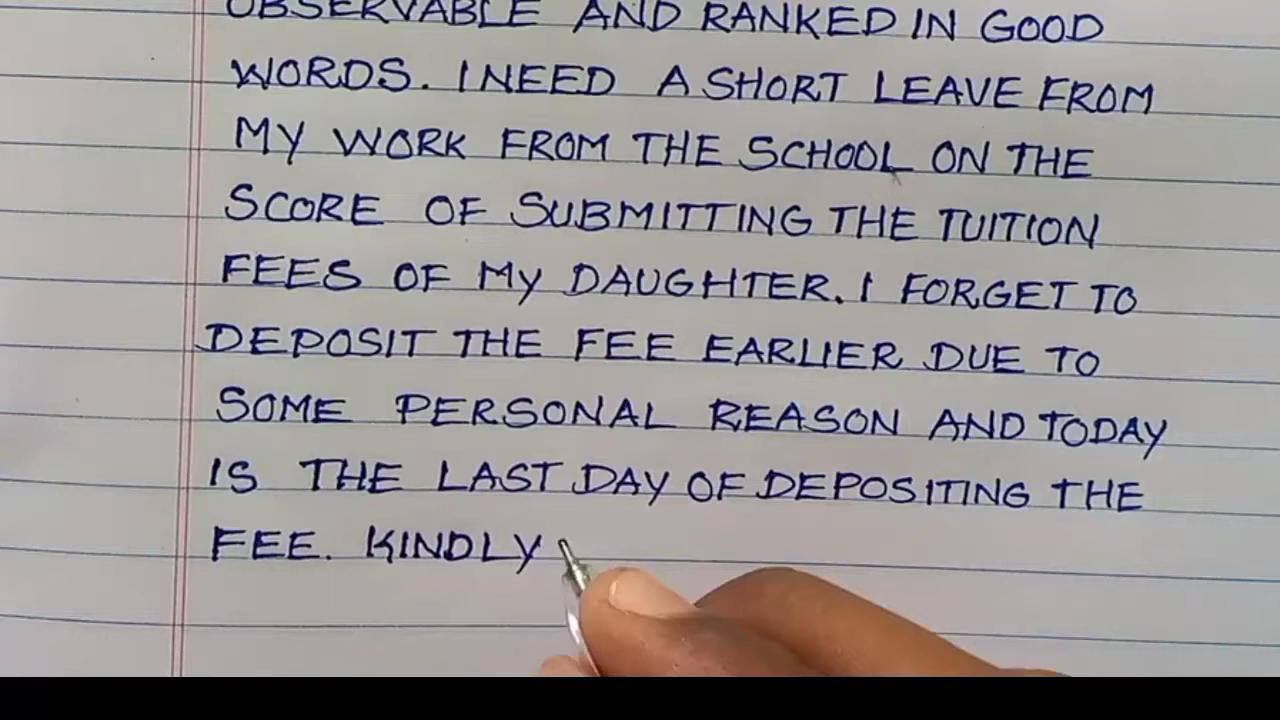 OBSERVABLE AND RANKED IN GOOD
WORDS. I NEED A SHORT LEAVE FROM
MY WORK FROM THE SCHOOL ON THE
SCORE OF SUBMITTING THE TUITION
FEES OF MY DAUGHTER. I FORGET TO
DEPOSIT THE FEE EARLIER DUE TO
SOME PERSONAL REASON AND TODAY
IS THE LAST DAY OF DEPOSITING THE
FEE. KINDLY